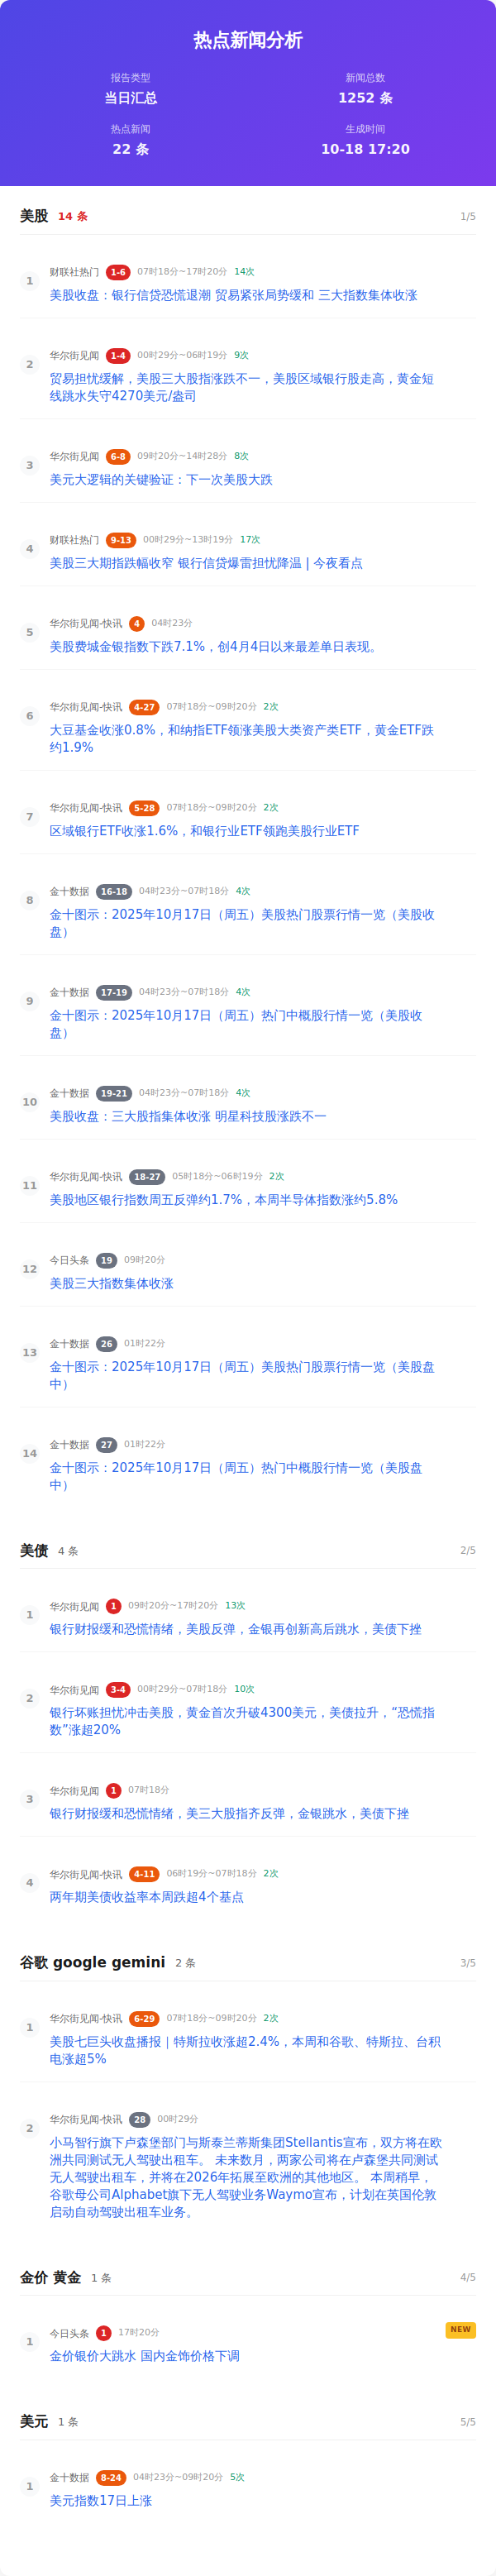 热点新闻分析
报告类型
新闻总数
当日汇总
1252 条
热点新闻
生成时间
22 条
10-18 17:20
美股 14 条 1/5
1
财联社热门 1-6 07时18分~17时20分 14次
美股收盘：银行信贷恐慌退潮 贸易紧张局势缓和 三大指数集体收涨
2
华尔街见闻 1-4 00时29分~06时19分 9次
贸易担忧缓解，美股三大股指涨跌不一，美股区域银行股走高，黄金短
线跳水失守4270美元/盎司
3
华尔街见闻 6-8 09时20分~14时28分 8次
美元大逻辑的关键验证：下一次美股大跌
4
财联社热门 9-13 00时29分~13时19分 17次
美股三大期指跌幅收窄 银行信贷爆雷担忧降温 | 今夜看点
5
华尔街见闻-快讯 4 04时23分
美股费城金银指数下跌7.1%，创4月4日以来最差单日表现。
6
华尔街见闻-快讯 4-27 07时18分~09时20分 2次
大豆基金收涨0.8%，和纳指ETF领涨美股大类资产类ETF，黄金ETF跌
约1.9%
7
华尔街见闻-快讯 5-28 07时18分~09时20分 2次
区域银行ETF收涨1.6%，和银行业ETF领跑美股行业ETF
8
金十数据 16-18 04时23分~07时18分 4次
金十图示：2025年10月17日（周五）美股热门股票行情一览（美股收
盘）
9
金十数据 17-19 04时23分~07时18分 4次
金十图示：2025年10月17日（周五）热门中概股行情一览（美股收
盘）
10
金十数据 19-21 04时23分~07时18分 4次
美股收盘：三大股指集体收涨 明星科技股涨跌不一
11
华尔街见闻-快讯 18-27 05时18分~06时19分 2次
美股地区银行指数周五反弹约1.7%，本周半导体指数涨约5.8%
12
今日头条 19 09时20分
美股三大指数集体收涨
13
金十数据 26 01时22分
金十图示：2025年10月17日（周五）美股热门股票行情一览（美股盘
中）
14
金十数据 27 01时22分
金十图示：2025年10月17日（周五）热门中概股行情一览（美股盘
中）
美债 4 条 2/5
1
华尔街见闻 1 09时20分~17时20分 13次
银行财报缓和恐慌情绪，美股反弹，金银再创新高后跳水，美债下挫
2
华尔街见闻 3-4 00时29分~07时18分 10次
银行坏账担忧冲击美股，黄金首次升破4300美元，美债拉升，“恐慌指
数”涨超20%
3
华尔街见闻 1 07时18分
银行财报缓和恐慌情绪，美三大股指齐反弹，金银跳水，美债下挫
4
华尔街见闻-快讯 4-11 06时19分~07时18分 2次
两年期美债收益率本周跌超4个基点
谷歌 google gemini 2 条 3/5
1
华尔街见闻-快讯 6-29 07时18分~09时20分 2次
美股七巨头收盘播报｜特斯拉收涨超2.4%，本周和谷歌、特斯拉、台积
电涨超5%
2
华尔街见闻-快讯 28 00时29分
小马智行旗下卢森堡部门与斯泰兰蒂斯集团Stellantis宣布，双方将在欧
洲共同测试无人驾驶出租车。 未来数月，两家公司将在卢森堡共同测试
无人驾驶出租车，并将在2026年拓展至欧洲的其他地区。 本周稍早，
谷歌母公司Alphabet旗下无人驾驶业务Waymo宣布，计划在英国伦敦
启动自动驾驶出租车业务。
金价 黄金 1 条 4/5
1
今日头条 1 17时20分 NEW
金价银价大跳水 国内金饰价格下调
美元 1 条 5/5
1
金十数据 8-24 04时23分~09时20分 5次
美元指数17日上涨